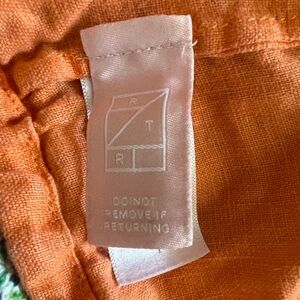 R
T
R
DO NOT
REMOVE IF
RETURNING